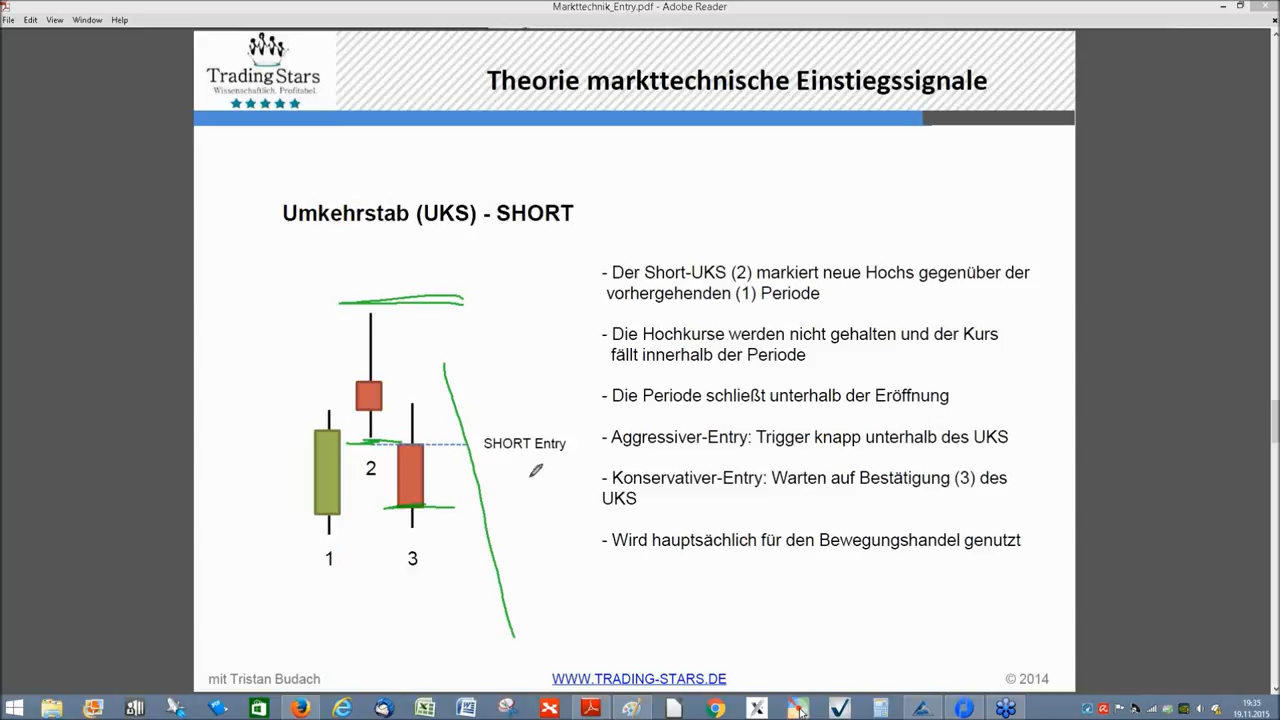 Markttechnik_Entry.pdf - Adobe Reader
File Edit View Window Help
TradingStars
Wissenschaftlich. Profitabel.
Theorie markttechnische Einstiegssignale
Umkehrstab (UKS) - SHORT
- Der Short-UKS (2) markiert neue Hochs gegenüber der
vorhergehenden (1) Periode
- Die Hochkurse werden nicht gehalten und der Kurs
fällt innerhalb der Periode
- Die Periode schließt unterhalb der Eröffnung
- Aggressiver-Entry: Trigger knapp unterhalb des UKS
- Konservativer-Entry: Warten auf Bestätigung (3) des
UKS
- Wird hauptsächlich für den Bewegungshandel genutzt
SHORT Entry
2
1
3
mit Tristan Budach
WWW.TRADING-STARS.DE
© 2014
19:35
19.11.2015